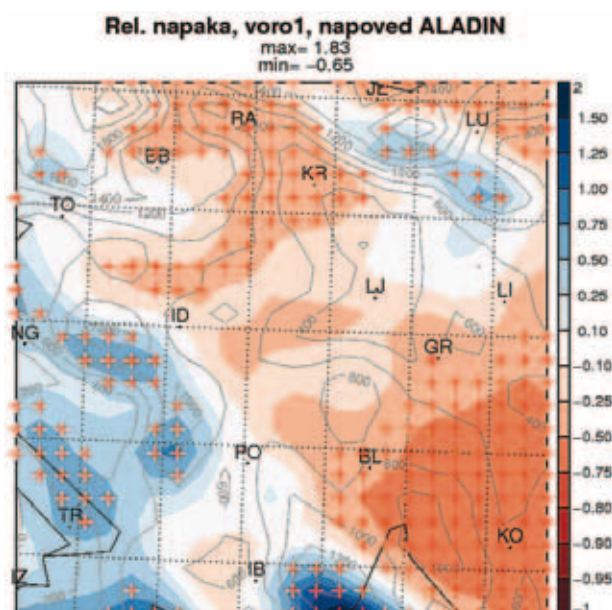 Rel. napaka, voro1, napoved ALADIN
max= 1.83
min= −0.65
JE
RA
LU
BB
KR
TO
LJ
LI
ID
NG
GR
PO
BL
TR
KO
IB
IZ
2
1.50
1.25
1.00
0.75
0.50
0.25
0.10
−0.10
−0.25
−0.50
−0.75
−0.80
−0.90
−0.95
−1